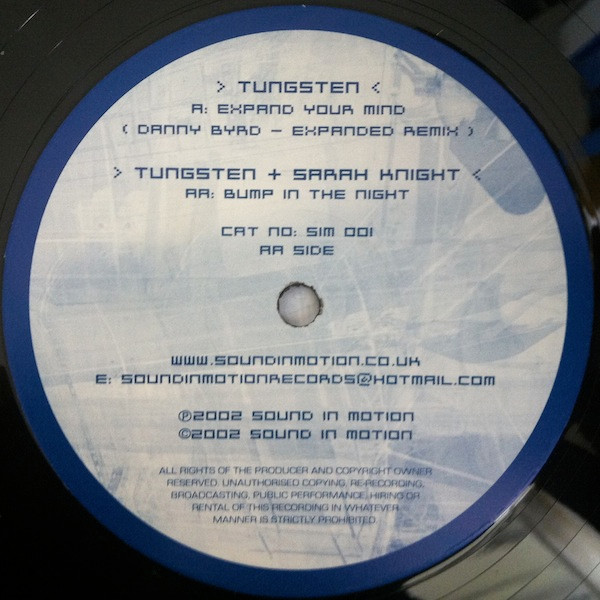 > TUNGSTEN <
A: EXPAND YOUR MIND
( DANNY BYRD - EXPANDED REMIX )
> TUNGSTEN + SARAH KNIGHT <
AA: BUMP IN THE NIGHT
CAT NO: SIM 001
AA SIDE
WWW.SOUNDINMOTION.CO.UK
E: SOUNDINMOTIONRECORDS@HOTMAIL.COM
℗2002 SOUND IN MOTION
©2002 SOUND IN MOTION
ALL RIGHTS OF THE PRODUCER AND COPYRIGHT OWNER
RESERVED. UNAUTHORISED COPYING, RE-RECORDING,
BROADCASTING, PUBLIC PERFORMANCE, HIRING OR
RENTAL OF THIS RECORDING IN WHATEVER
MANNER IS STRICTLY PROHIBITED.